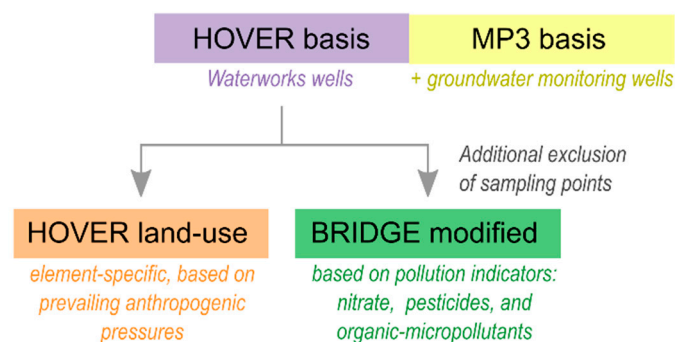 HOVER basis MP3 basis
Waterworks wells + groundwater monitoring wells
Additional exclusion
of sampling points
HOVER land-use BRIDGE modified
element-specific, based on based on pollution indicators:
prevailing anthropogenic nitrate, pesticides, and
pressures organic-micropollutants